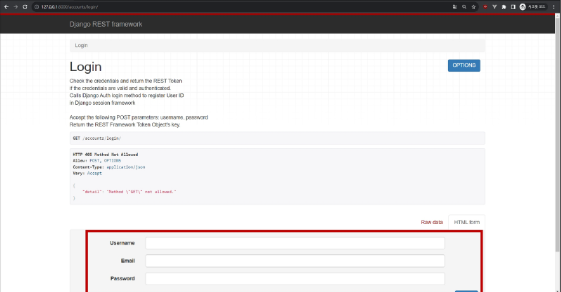 127.0.0.1:8000/accounts/login/
Django REST framework
Login
Login
OPTIONS
Check the credentials and return the REST Token
if the credentials are valid and authenticated.
Calls Django Auth login method to register User ID
in Django session framework
Accept the following POST parameters: username, password
Return the REST Framework Token Object's key.
GET /accounts/login/
HTTP 405 Method Not Allowed
Allow: POST, OPTIONS
Content-Type: application/json
Vary: Accept
{
"detail": "Method \"GET\" not allowed."
}
Raw data
HTML form
Username
Email
Password